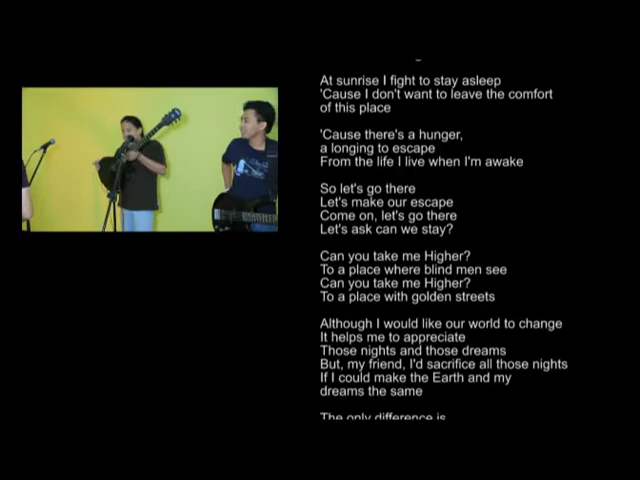 At sunrise I fight to stay asleep
'Cause I don't want to leave the comfort
of this place
'Cause there's a hunger,
a longing to escape
From the life I live when I'm awake
So let's go there
Let's make our escape
Come on, let's go there
Let's ask can we stay?
Can you take me Higher?
To a place where blind men see
Can you take me Higher?
To a place with golden streets
Although I would like our world to change
It helps me to appreciate
Those nights and those dreams
But, my friend, I'd sacrifice all those nights
If I could make the Earth and my
dreams the same
The only difference is